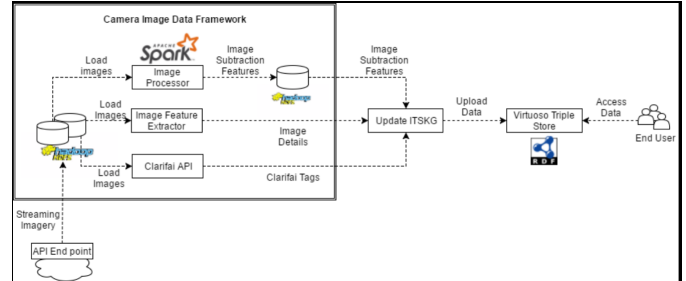 Camera Image Data Framework
APACHE
Spark
Load
images
Image
Processor
Image
Subtraction
Features
Image
Subtraction
Features
Load
Images
Image Feature
Extractor
Image
Details
Update ITSKG
Upload
Data
Virtuoso Triple
Store
RDF
Access
Data
End User
Load
Images
Clarifai API
Clarifai Tags
Streaming
Imagery
API End point